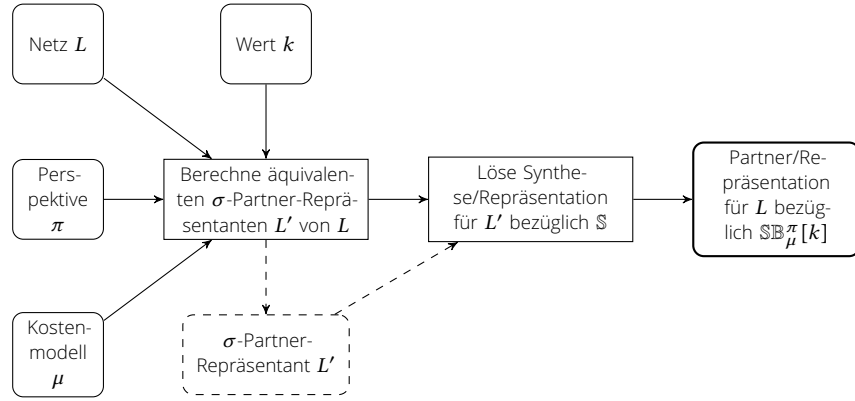 Netz L
Wert k
Pers-
pektive
π
Berechne äquivalen-
ten σ-Partner-Reprä-
sentanten L′ von L
Löse Synthe-
se/Repräsentation
für L′ bezüglich 𝕊
Partner/Re-
präsentation
für L bezüg-
lich 𝕊𝔹^π_μ[k]
Kosten-
modell
μ
σ-Partner-
Repräsentant L′